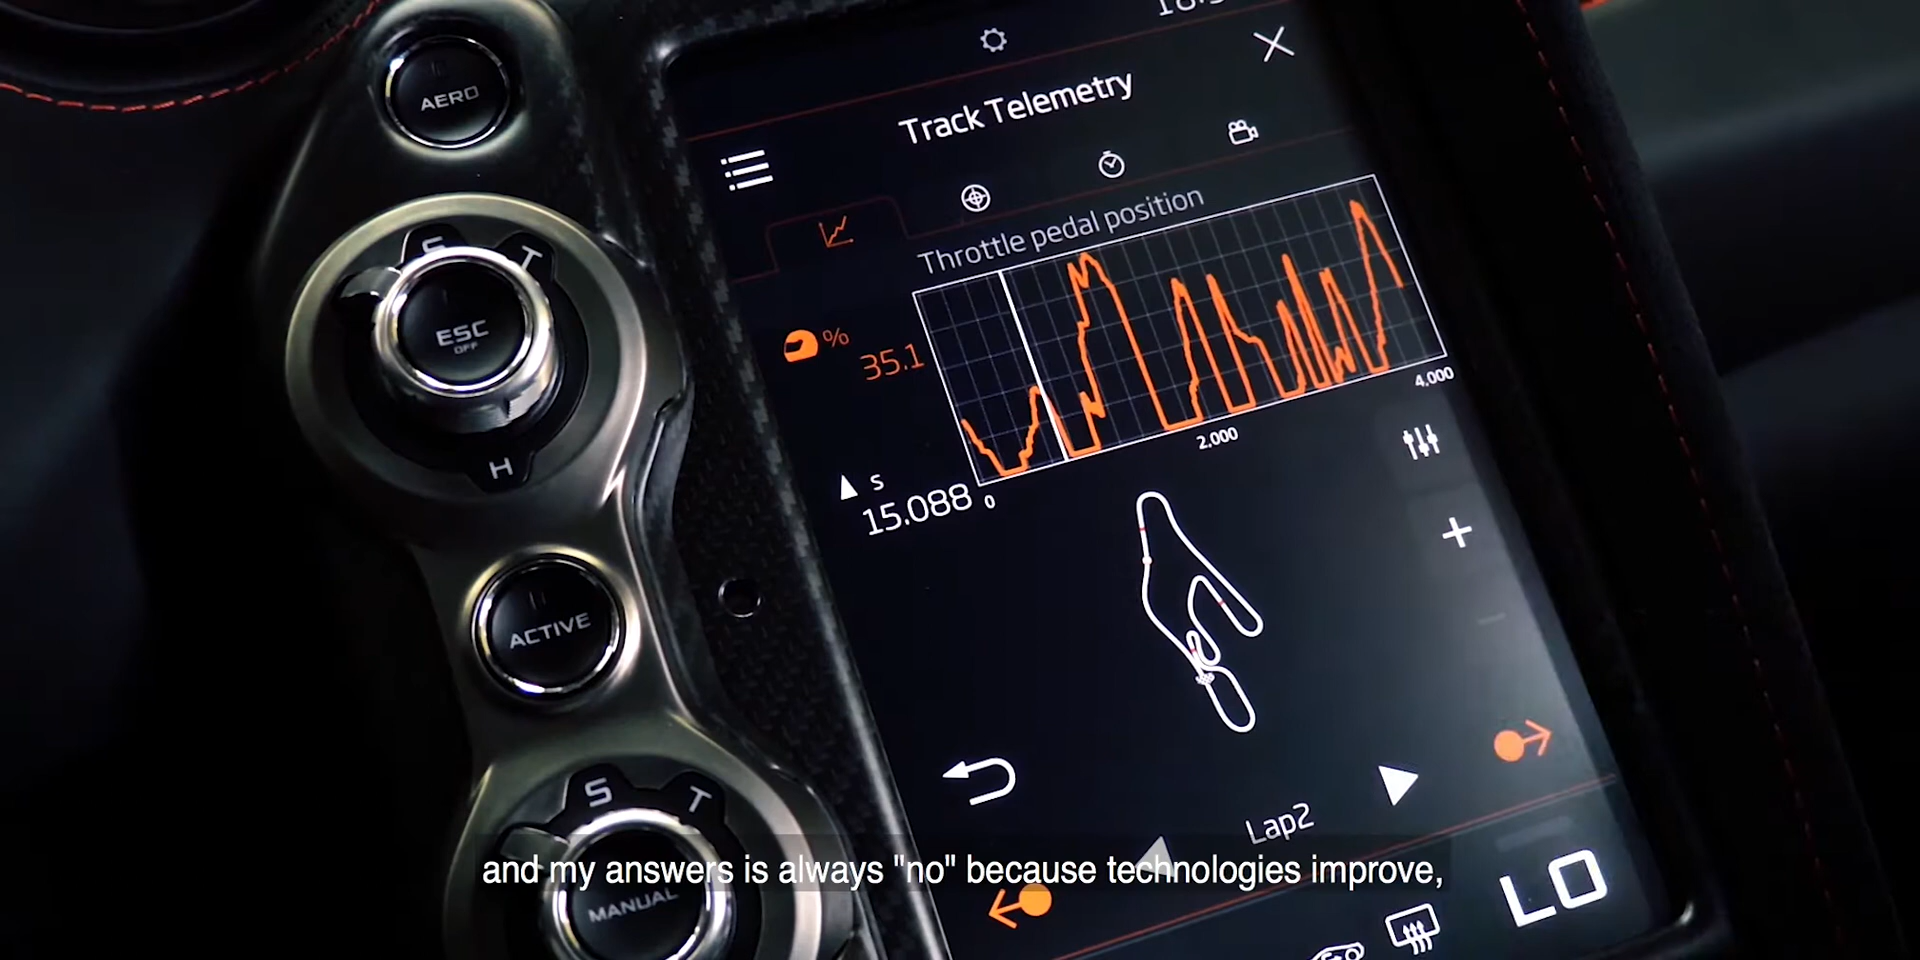 AERO
S
T
ESC
OFF
H
ACTIVE
S
T
MANUAL
Track Telemetry
Throttle pedal position
%
35.1
4,000
2,000
s
15.088
0
Lap2
LO
and my answers is always "no" because technologies improve,